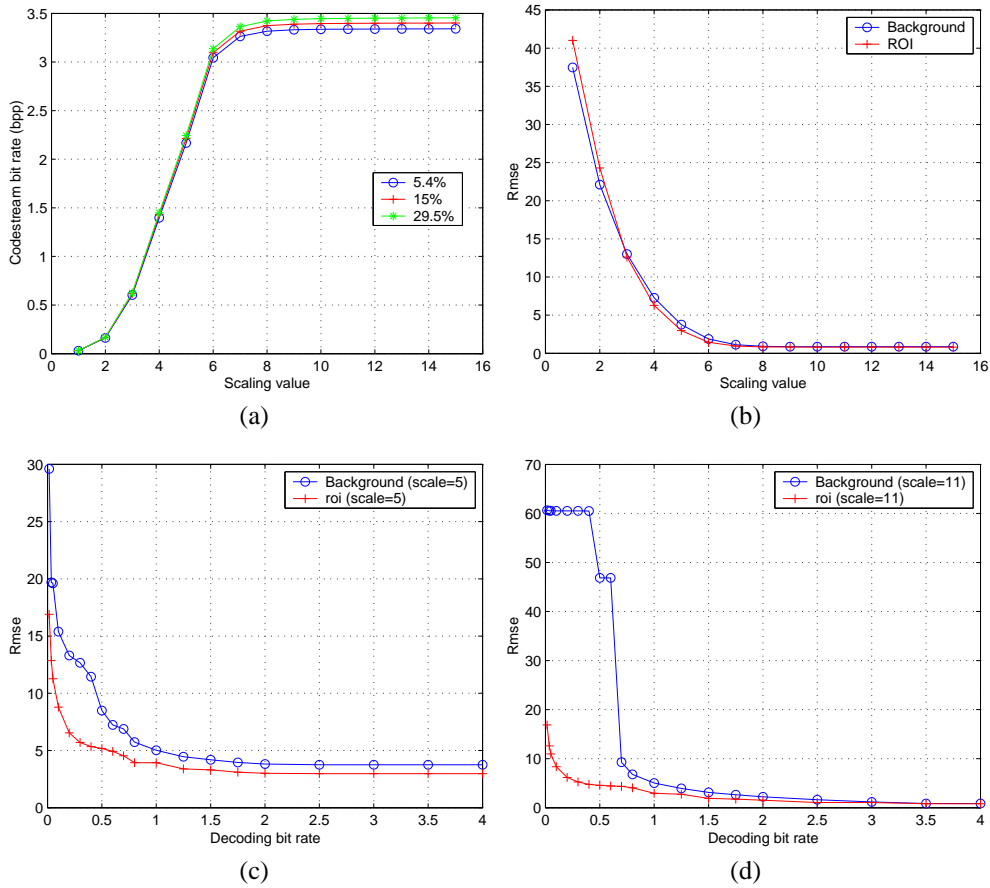 3.5
3
2.5
2
1.5
1
0.5
0
Codestream bit rate (bpp)
5.4%
15%
29.5%
0 2 4 6 8 10 12 14 16
Scaling value
(a)
45
40
35
30
25
20
15
10
5
0
Rmse
Background
ROI
0 2 4 6 8 10 12 14 16
Scaling value
(b)
30
25
20
15
10
5
0
Rmse
Background (scale=5)
roi (scale=5)
0 0.5 1 1.5 2 2.5 3 3.5 4
Decoding bit rate
(c)
70
60
50
40
30
20
10
0
Rmse
Background (scale=11)
roi (scale=11)
0 0.5 1 1.5 2 2.5 3 3.5 4
Decoding bit rate
(d)